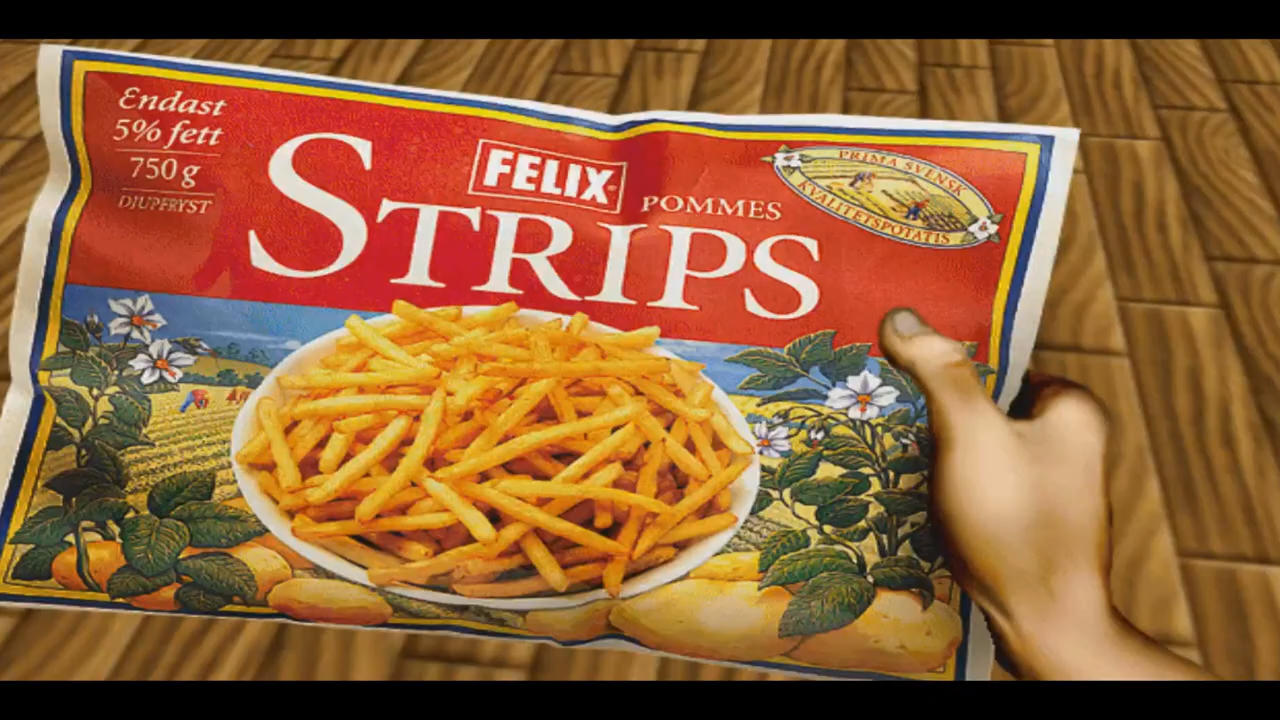 Endast
5% fett
750 g
DJUPFRYST
FELIX
POMMES
STRIPS
PRIMA SVENSK
KVALITETSPOTATIS